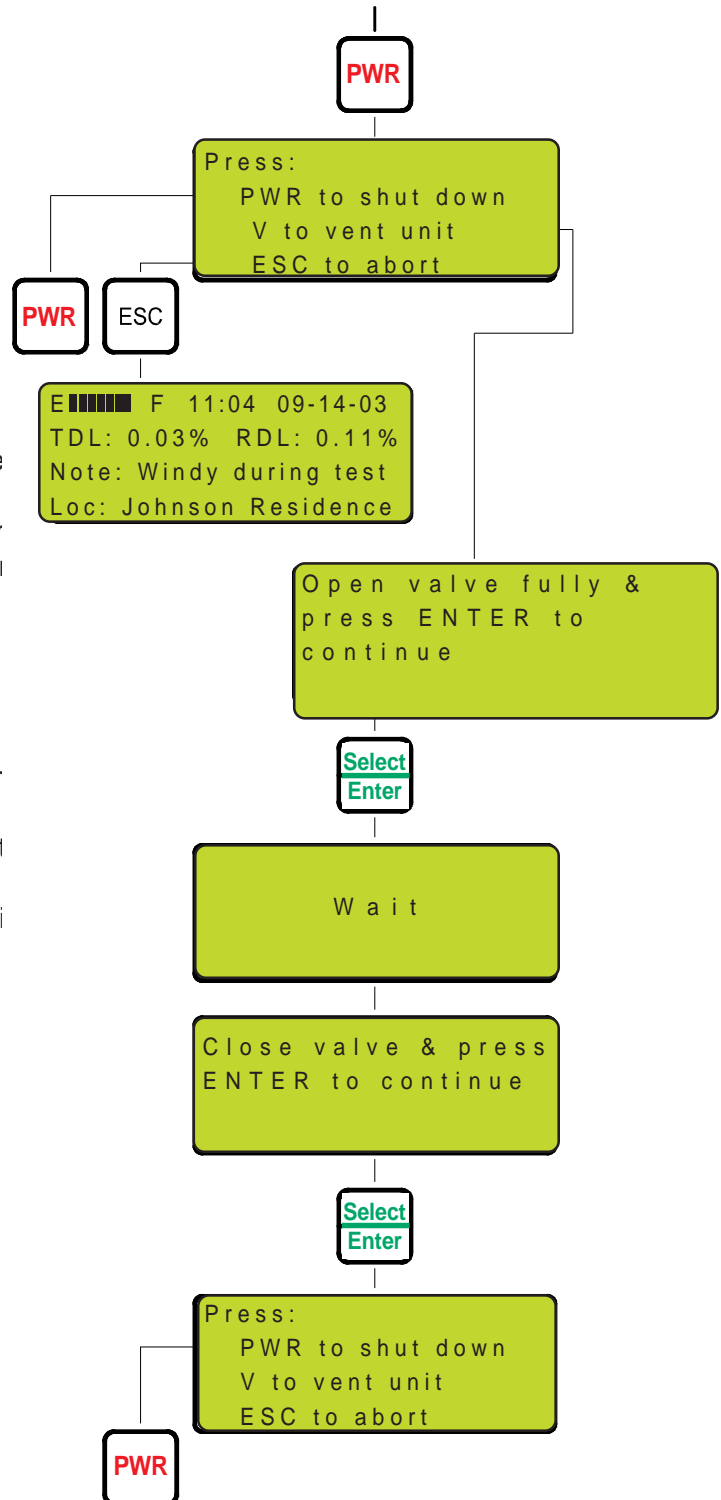 PWR
Press:
PWR to shut down
V to vent unit
ESC to abort
PWR
ESC
E F 11:04 09-14-03
TDL: 0.03% RDL: 0.11%
Note: Windy during test
Loc: Johnson Residence
Open valve fully &
press ENTER to
continue
Select
Enter
Wait
Close valve & press
ENTER to continue
Select
Enter
Press:
PWR to shut down
V to vent unit
ESC to abort
PWR